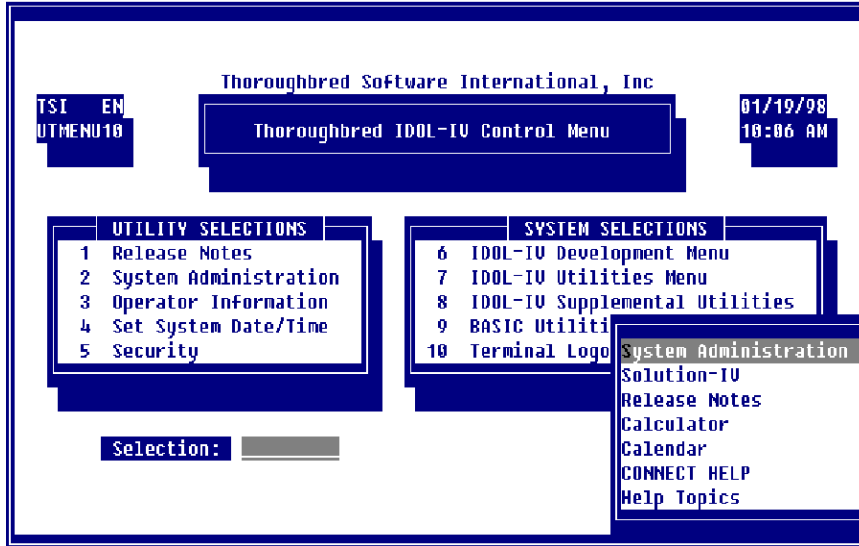 Thoroughbred Software International, Inc
TSI EN
01/19/98
UTMENU10
Thoroughbred IDOL-IV Control Menu
10:06 AM
UTILITY SELECTIONS
1 Release Notes
2 System Administration
3 Operator Information
4 Set System Date/Time
5 Security
SYSTEM SELECTIONS
6 IDOL-IV Development Menu
7 IDOL-IV Utilities Menu
8 IDOL-IV Supplemental Utilities
9 BASIC Utiliti
10 Terminal Logo
System Administration
Solution-IV
Release Notes
Calculator
Calendar
CONNECT HELP
Help Topics
Selection: